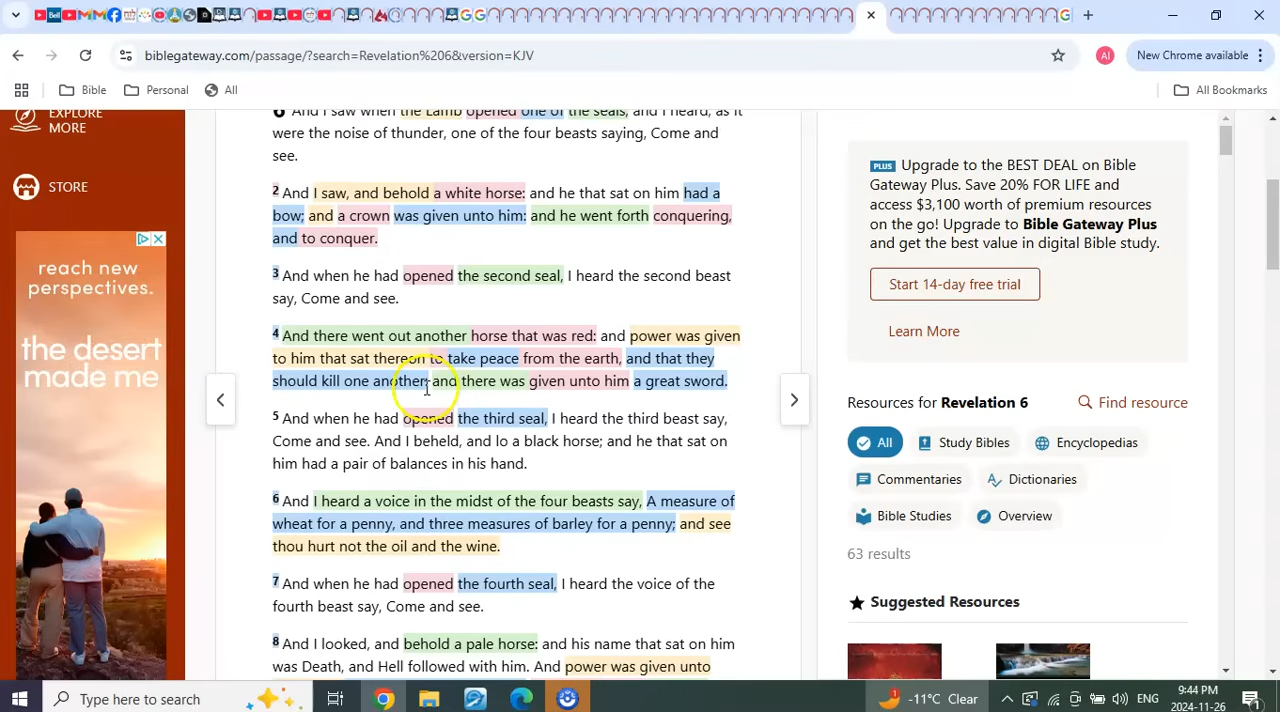 Bell
New Chrome available
biblegateway.com/passage/?search=Revelation%206&version=KJV
AI
Bible
Personal
All
All Bookmarks
EXPLORE
MORE
STORE
reach new
perspectives.
the desert
made me
6 And I saw when the Lamb opened one of the seals, and I heard, as it
were the noise of thunder, one of the four beasts saying, Come and
see.
2 And I saw, and behold a white horse: and he that sat on him had a
bow; and a crown was given unto him: and he went forth conquering,
and to conquer.
3 And when he had opened the second seal, I heard the second beast
say, Come and see.
4 And there went out another horse that was red: and power was given
to him that sat thereon to take peace from the earth, and that they
should kill one another: and there was given unto him a great sword.
5 And when he had opened the third seal, I heard the third beast say,
Come and see. And I beheld, and lo a black horse; and he that sat on
him had a pair of balances in his hand.
6 And I heard a voice in the midst of the four beasts say, A measure of
wheat for a penny, and three measures of barley for a penny; and see
thou hurt not the oil and the wine.
7 And when he had opened the fourth seal, I heard the voice of the
fourth beast say, Come and see.
8 And I looked, and behold a pale horse: and his name that sat on him
was Death, and Hell followed with him. And power was given unto
PLUS Upgrade to the BEST DEAL on Bible
Gateway Plus. Save 20% FOR LIFE and
access $3,100 worth of premium resources
on the go! Upgrade to Bible Gateway Plus
and get the best value in digital Bible study.
Start 14-day free trial
Learn More
Resources for Revelation 6
Find resource
All
Study Bibles
Encyclopedias
Commentaries
Dictionaries
Bible Studies
Overview
63 results
Suggested Resources
Type here to search
-11°C Clear
ENG
9:44 PM
2024-11-26
1